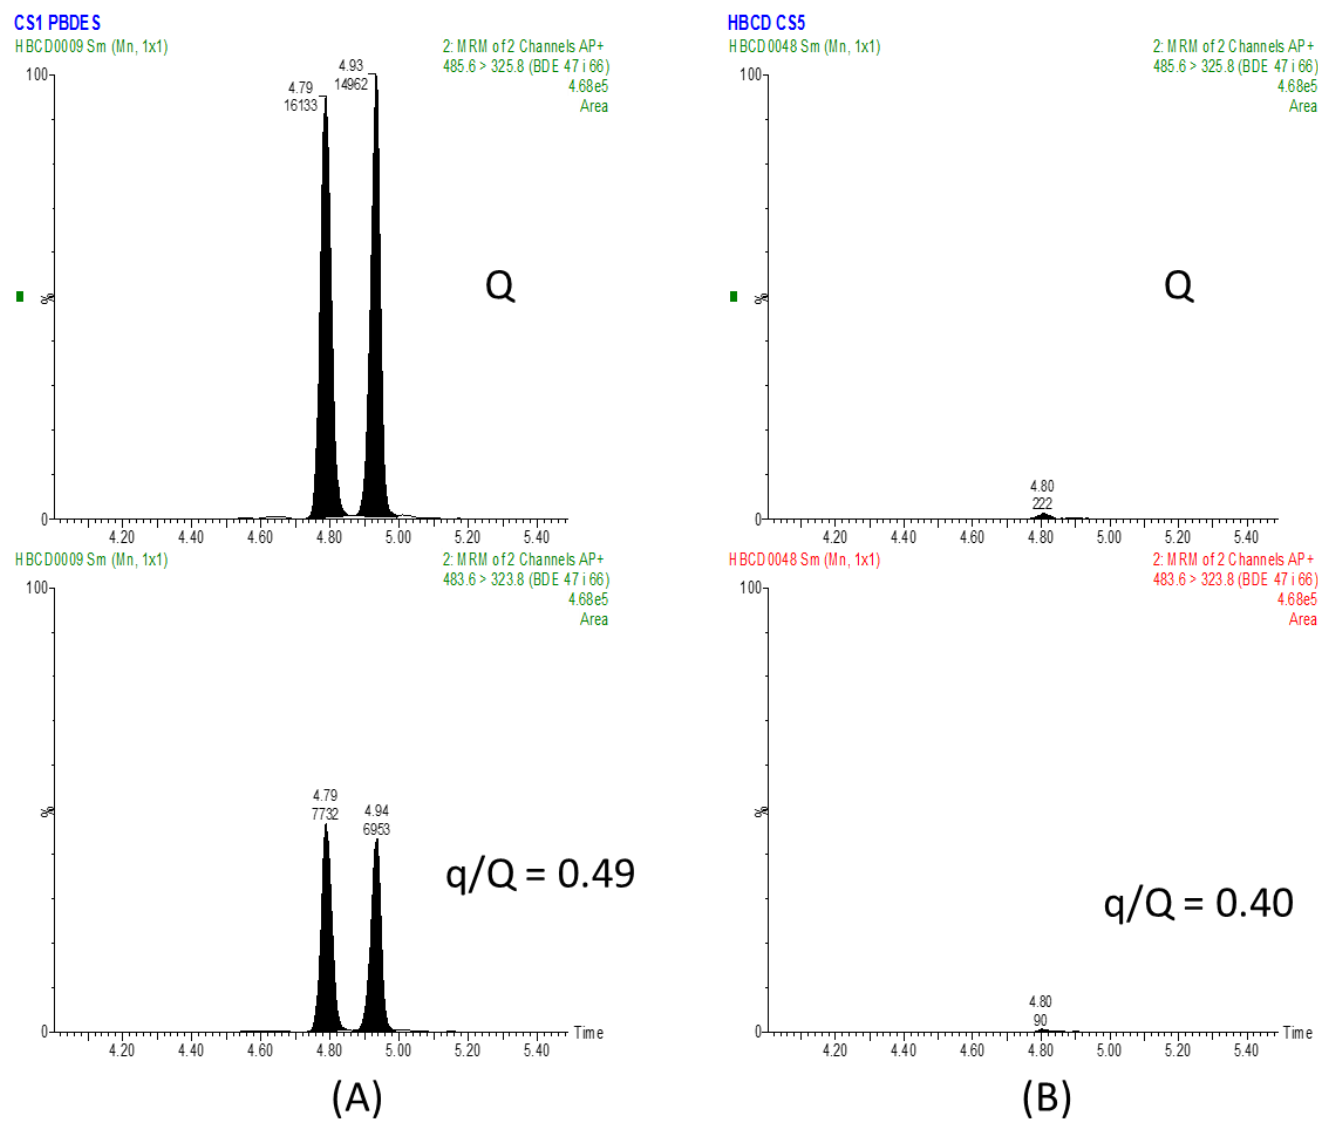 CS1 PBDES
HBCD0009 Sm (Mn, 1x1)
2: MRM of 2 Channels AP+
485.6 > 325.8 (BDE 47 i 66)
4.68e5
Area
100
%
0
4.79
16133
4.93
14962
Q
4.20 4.40 4.60 4.80 5.00 5.20 5.40
HBCD0009 Sm (Mn, 1x1)
2: MRM of 2 Channels AP+
483.6 > 323.8 (BDE 47 i 66)
4.68e5
Area
100
%
0
4.79
7732
4.94
6953
q/Q = 0.49
Time
4.20 4.40 4.60 4.80 5.00 5.20 5.40
(A)
HBCD CS5
HBCD0048 Sm (Mn, 1x1)
2: MRM of 2 Channels AP+
485.6 > 325.8 (BDE 47 i 66)
4.68e5
Area
100
%
0
Q
4.80
222
4.20 4.40 4.60 4.80 5.00 5.20 5.40
HBCD0048 Sm (Mn, 1x1)
2: MRM of 2 Channels AP+
483.6 > 323.8 (BDE 47 i 66)
4.68e5
Area
100
%
0
q/Q = 0.40
4.80
90
Time
4.20 4.40 4.60 4.80 5.00 5.20 5.40
(B)